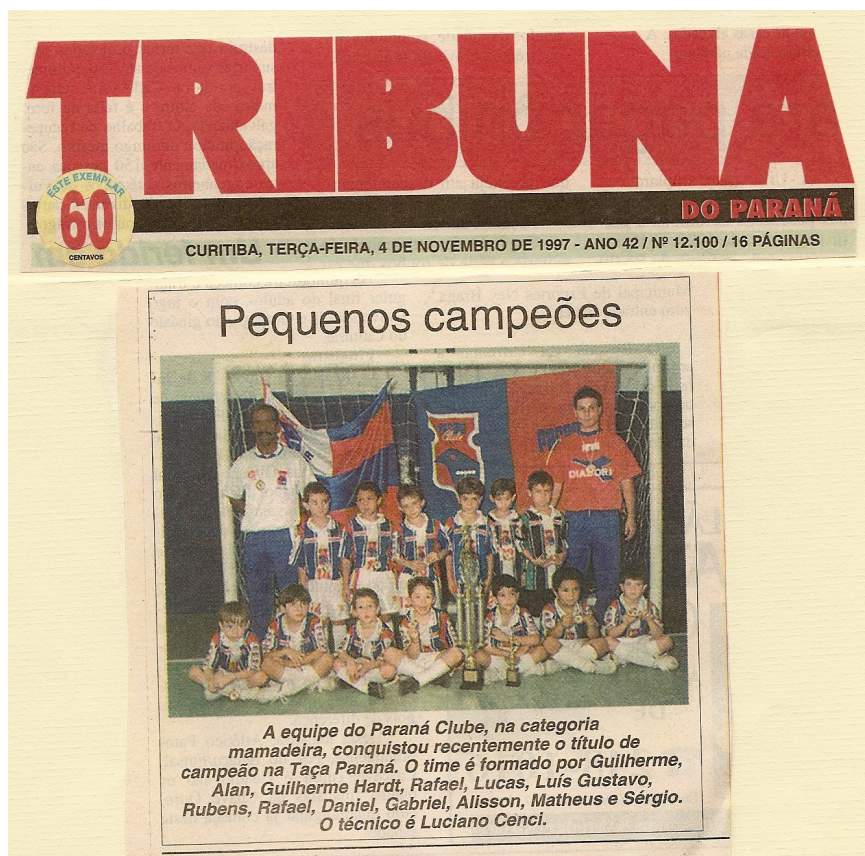 TRIBUNA
DO PARANÁ
ESTE EXEMPLAR
60
CENTAVOS
CURITIBA, TERÇA-FEIRA, 4 DE NOVEMBRO DE 1997 - ANO 42 / Nº 12.100 / 16 PÁGINAS
Pequenos campeões
Clube
DIADORA
A equipe do Paraná Clube, na categoria
mamadeira, conquistou recentemente o título de
campeão na Taça Paraná. O time é formado por Guilherme,
Alan, Guilherme Hardt, Rafael, Lucas, Luís Gustavo,
Rubens, Rafael, Daniel, Gabriel, Alisson, Matheus e Sérgio.
O técnico é Luciano Cenci.